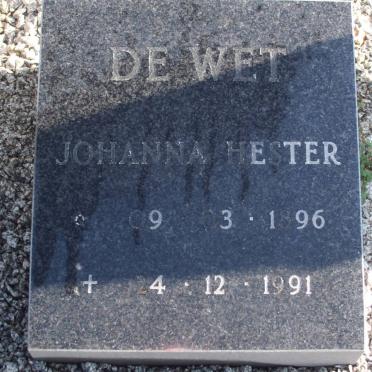 DE WET
JOHANNA HESTER
* 09 · 03 · 1896
+ 24 · 12 · 1991